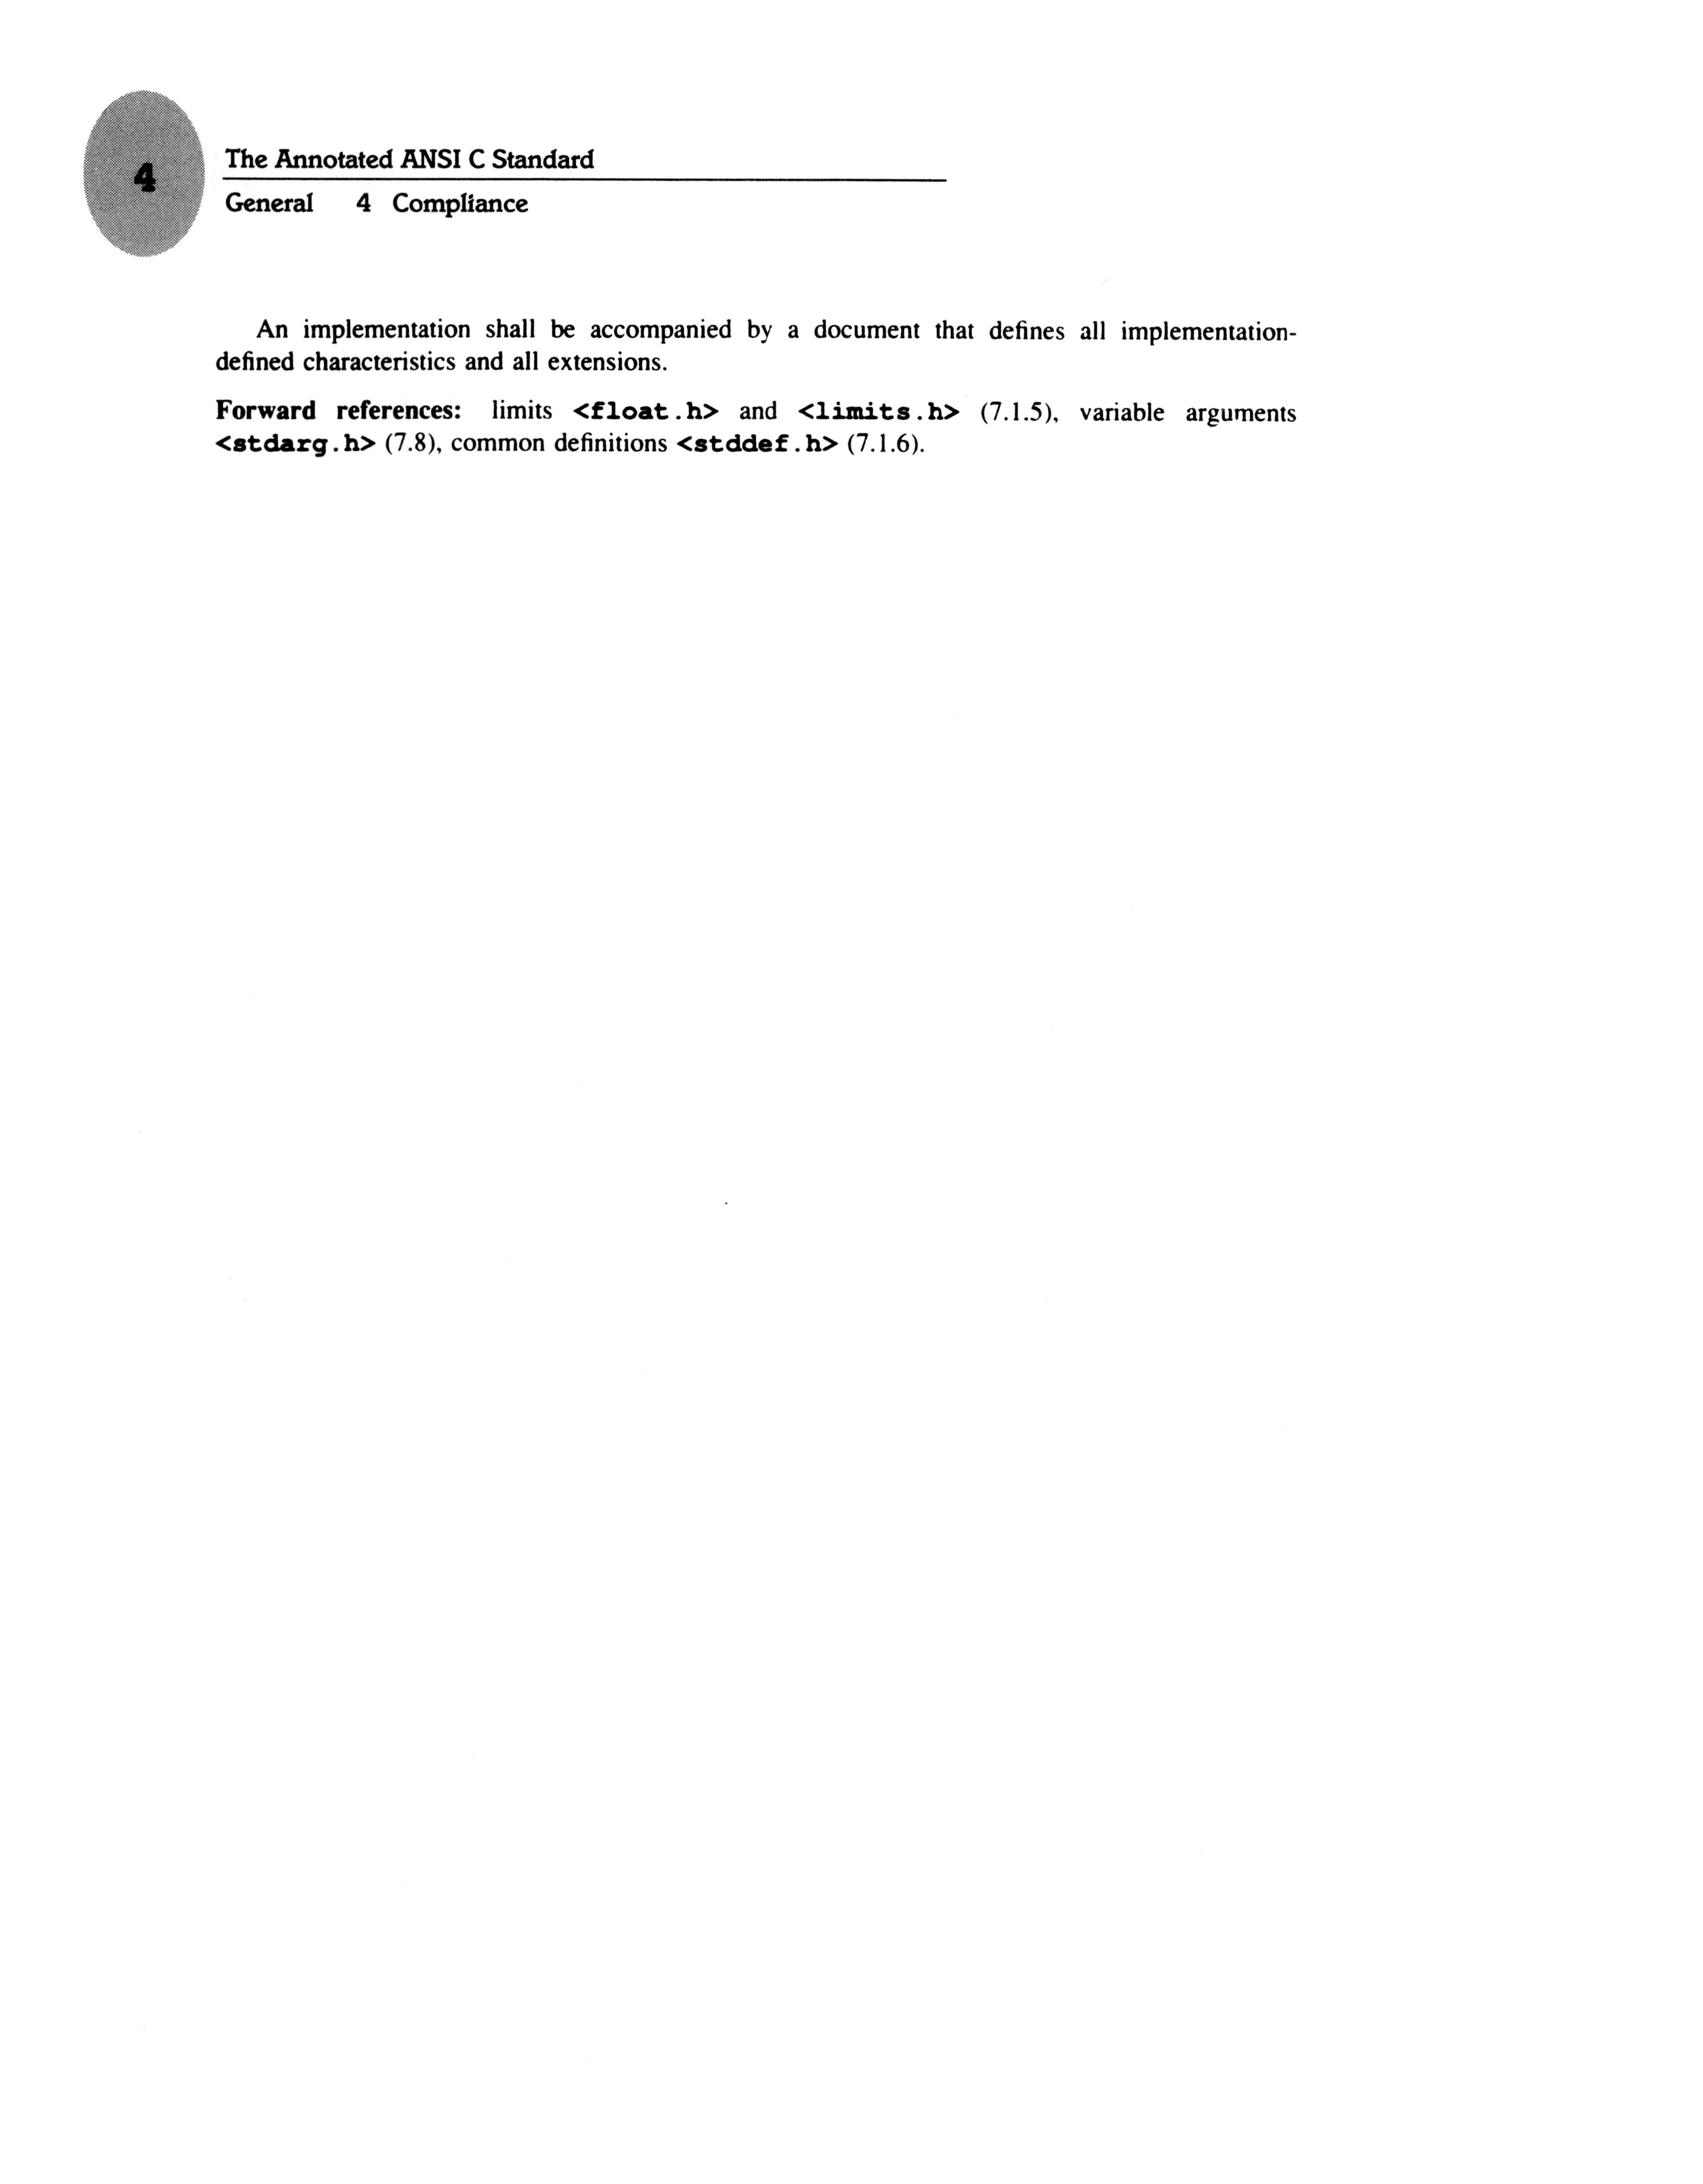 4
The Annotated ANSI C Standard
General 4 Compliance
An implementation shall be accompanied by a document that defines all implementation-
defined characteristics and all extensions.
Forward references: limits <float.h> and <limits.h> (7.1.5), variable arguments
<stdarg.h> (7.8), common definitions <stddef.h> (7.1.6).